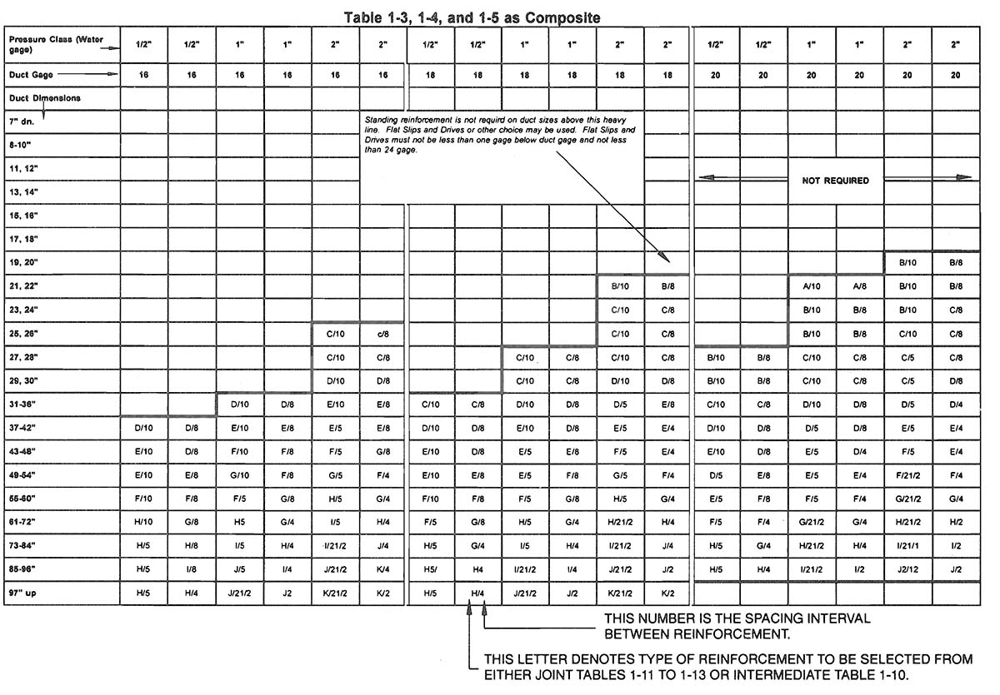 Table 1-3, 1-4, and 1-5 as Composite
Pressure Class (Water gage) 1/2" 1/2" 1" 1" 2" 2" 1/2" 1/2" 1" 1" 2" 2" 1/2" 1/2" 1" 1" 2" 2"
Duct Gage 16 16 16 16 16 16 18 18 18 18 18 18 20 20 20 20 20 20
Duct Dimensions
7" dn.
Standing reinforcement is not requird on duct sizes above this heavy
line. Flat Slips and Drives or other choice may be used. Flat Slips and
Drives must not be less than one gage below duct gage and not less
than 24 gage.
8-10"
11, 12"
NOT REQUIRED
13, 14"
15, 16"
17, 18"
19, 20" B/10 B/8
21, 22" B/10 B/8 A/10 A/8 B/10 B/8
23, 24" C/10 C/8 B/10 B/8 B/10 C/8
25, 26" C/10 c/8 C/10 C/8 B/10 B/8 C/10 C/8
27, 28" C/10 C/8 C/10 C/8 C/10 C/8 B/10 B/8 C/10 C/8 C/5 C/8
29, 30" D/10 D/8 C/10 C/8 D/10 D/8 B/10 B/8 C/10 C/8 C/5 D/8
31-36" D/10 D/8 E/10 E/8 C/10 C/8 D/10 D/8 D/5 E/8 C/10 C/8 D/10 D/8 D/5 D/4
37-42" D/10 D/8 E/10 E/8 E/5 E/8 D/10 D/8 E/10 D/8 E/5 E/4 D/10 D/8 D/5 D/8 E/5 E/4
43-48" E/10 D/8 F/10 F/8 F/5 G/8 E/10 D/8 E/5 E/8 F/5 E/4 E/10 D/8 E/5 D/4 F/5 E/4
49-54" E/10 E/8 G/10 F/8 G/5 F/4 E/10 E/8 E/5 F/8 G/5 F/4 D/5 E/8 E/5 E/4 F/21/2 F/4
55-60" F/10 F/8 F/5 G/8 H/5 G/4 F/10 F/8 F/5 G/8 H/5 G/4 E/5 F/8 F/5 F/4 G/21/2 G/4
61-72" H/10 G/8 H5 G/4 I/5 H/4 F/5 G/8 H/5 G/4 H/21/2 H/4 F/5 F/4 G/21/2 G/4 H/21/2 H/2
73-84" H/5 H/8 I/5 H/4 I/21/2 J/4 H/5 G/4 I/5 H/4 I/21/2 J/4 H/5 G/4 H/21/2 H/4 I/21/1 I/2
85-96" H/5 I/8 J/5 I/4 J/21/2 K/4 H5/ H4 I/21/2 I/4 J/21/2 J/2 H/5 H/4 I/21/2 I/2 J2/12 J/2
97" up H/5 H/4 J/21/2 J2 K/21/2 K/2 H/5 H/4 J/21/2 J/2 K/21/2 K/2
THIS NUMBER IS THE SPACING INTERVAL
BETWEEN REINFORCEMENT.
THIS LETTER DENOTES TYPE OF REINFORCEMENT TO BE SELECTED FROM
EITHER JOINT TABLES 1-11 TO 1-13 OR INTERMEDIATE TABLE 1-10.